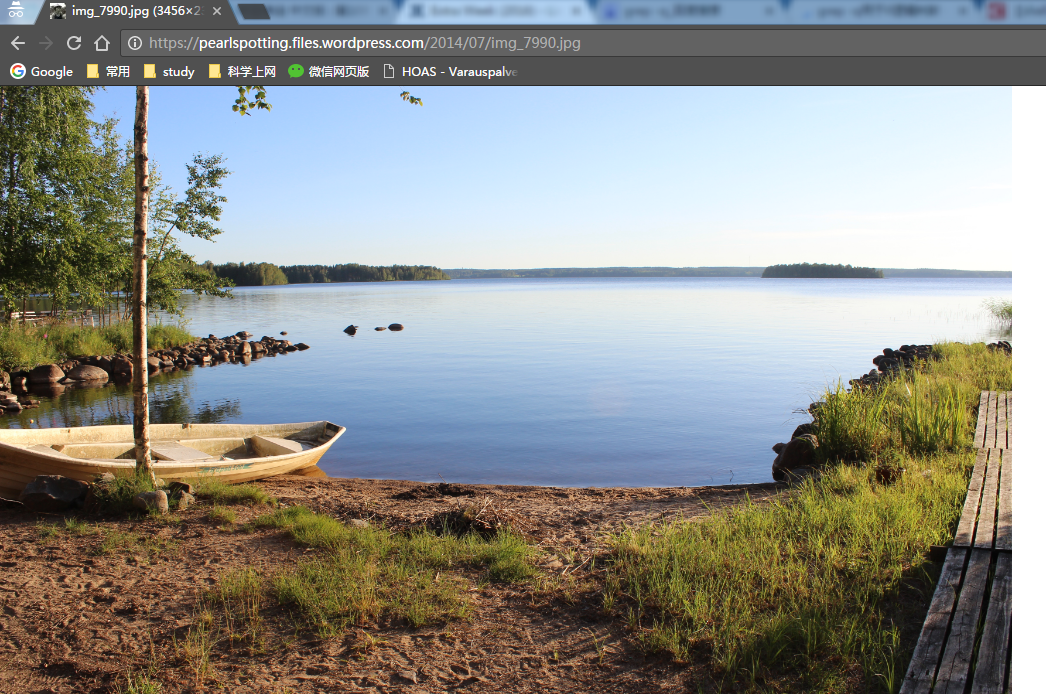 img_7990.jpg (3456×2
https://pearlspotting.files.wordpress.com/2014/07/img_7990.jpg
Google 常用 study 科学上网 微信网页版 HOAS - Varauspalve